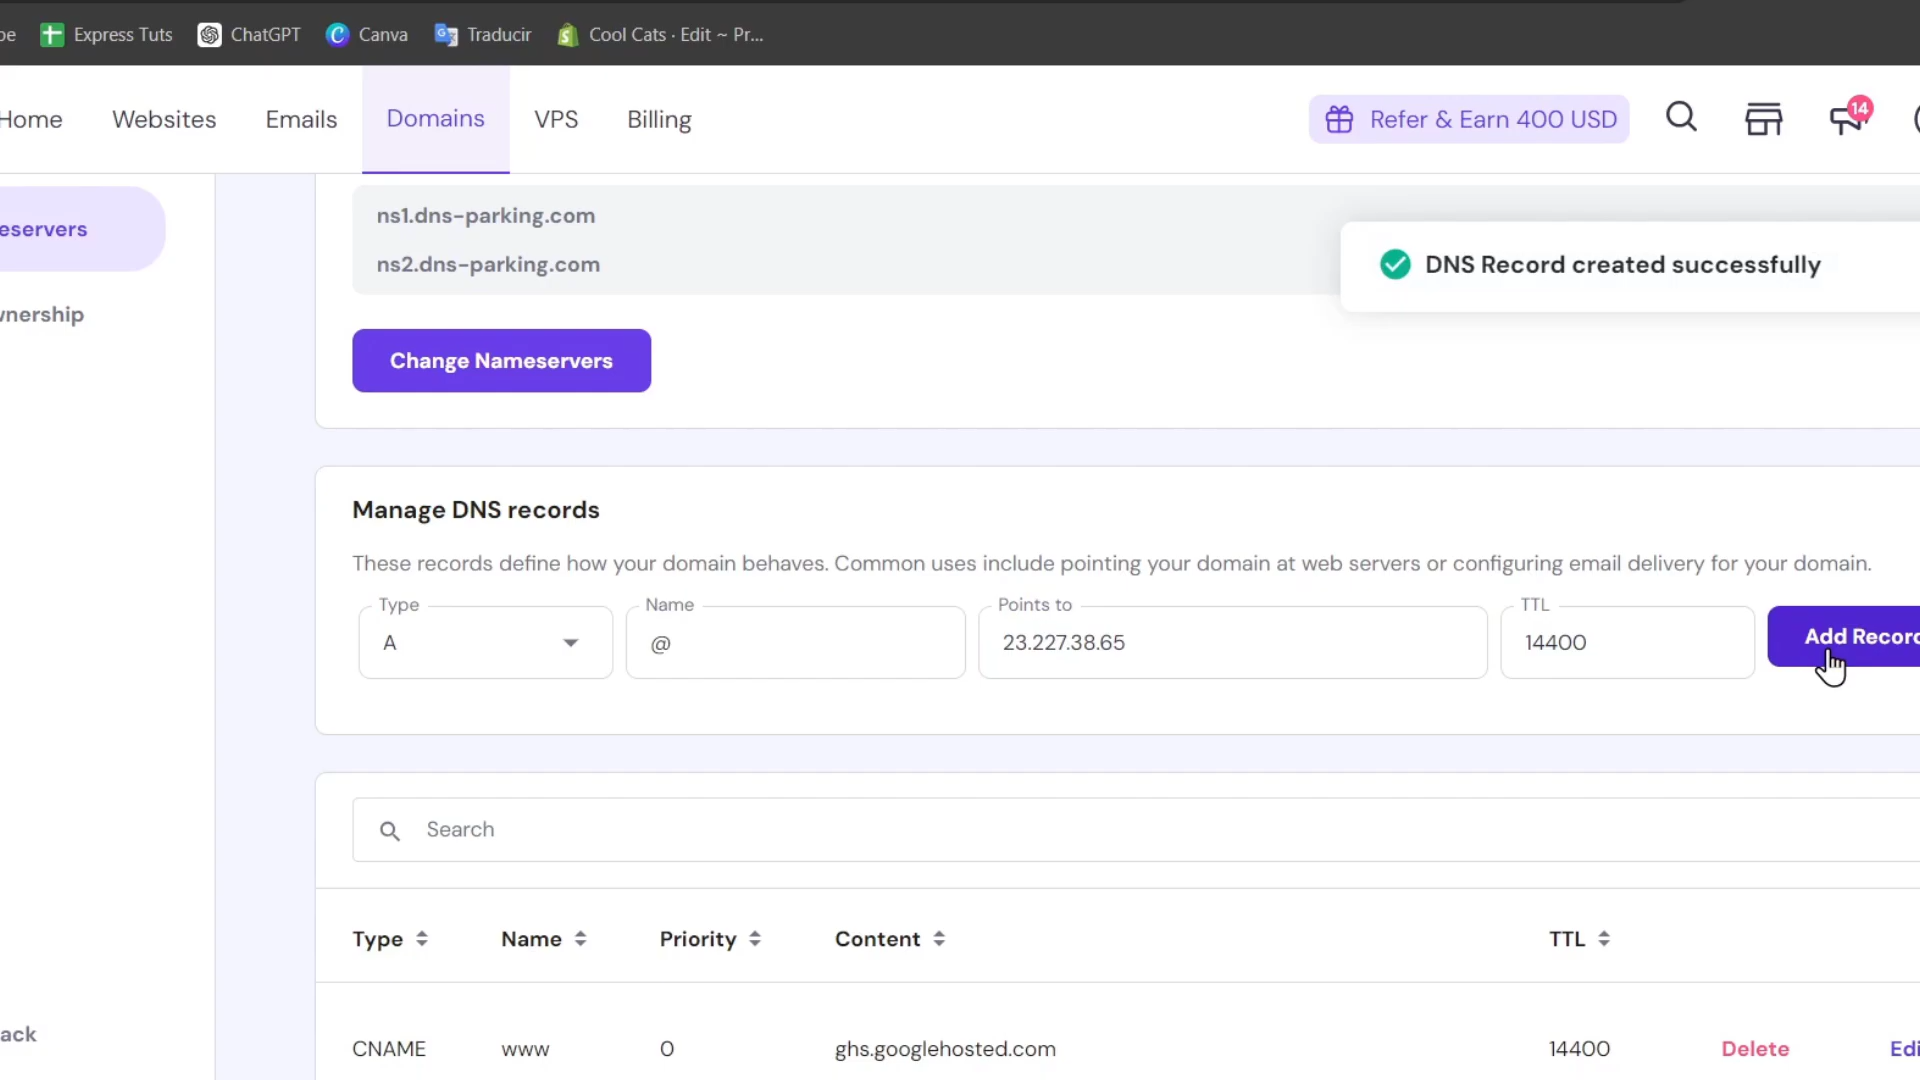 Express Tuts ChatGPT Canva Traducir Cool Cats · Edit ~ Pr...
Home Websites Emails Domains VPS Billing Refer & Earn 400 USD 14
eservers
wnership
ns1.dns-parking.com
ns2.dns-parking.com
DNS Record created successfully
Change Nameservers
Manage DNS records
These records define how your domain behaves. Common uses include pointing your domain at web servers or configuring email delivery for your domain.
Type Name Points to TTL
A @ 23.227.38.65 14400 Add Record
Search
Type Name Priority Content TTL
CNAME www 0 ghs.googlehosted.com 14400 Delete Edi
ack